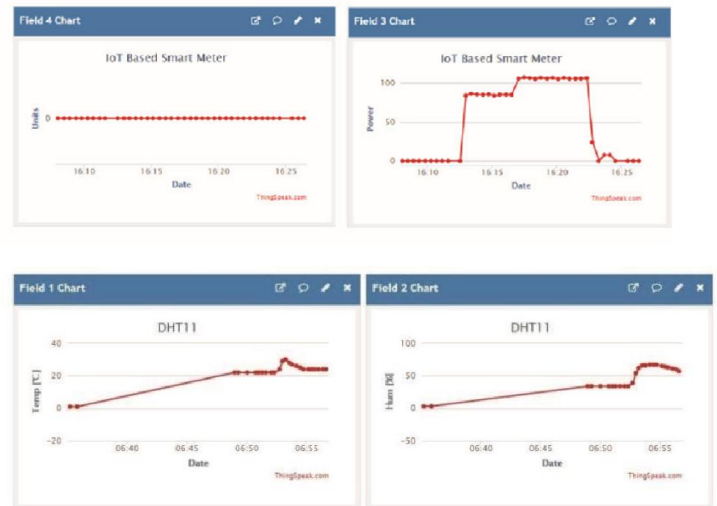 Field 4 Chart
IoT Based Smart Meter
Units
0
16:10 16:15 16:20 16:25
Date
ThingSpeak.com
Field 3 Chart
IoT Based Smart Meter
Power
100
50
0
16:10 16:15 16:20 16:25
Date
ThingSpeak.com
Field 1 Chart
DHT11
Temp [°C]
40
20
0
-20
06:40 06:45 06:50 06:55
Date
ThingSpeak.com
Field 2 Chart
DHT11
Hum [%]
100
50
0
-50
06:40 06:45 06:50 06:55
Date
ThingSpeak.com